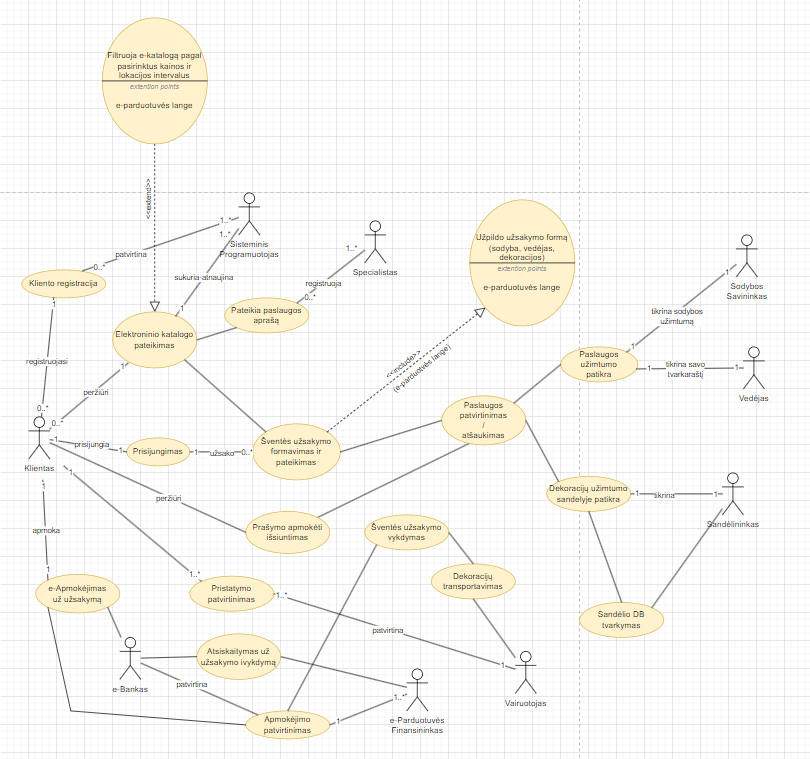 Filtruoja e-katalogą pagal
pasirinktus kainos ir
lokacijos intervalus
extention points
e-parduotuvės lange
<<extend>>
1..*
1..*
Sisteminis
Programuotojas
patvirtina
0..*
Kliento registracija
1
sukuria-atnaujina
1
1..*
Specialistas
registruoja
0..*
Pateikia paslaugos
aprašą
Užpildo užsakymo formą
(sodyba, vedėjas,
dekoracijos)
extention points
e-parduotuvės lange
<<include>>
(e-parduotuvės lange)
1
Sodybos
Savininkas
tikrina sodybos
užimtumą
1
Elektroninio katalogo
pateikimas
1
registruojasi
peržiūri
0..*
0..*
Paslaugos
užimtumo
patikra
1
tikrina savo
tvarkaraštį
1
Vedėjas
Paslaugos
patvirtinimas
/
atšaukimas
1
prisijungia
1
Prisijungimas
1
užsako
0..*
Šventės užsakymo
formavimas ir
pateikimas
Klientas
1
1
peržiūri
Dekoracijų užimtumo
sandelyje patikra
1
tikrina
1
Sandėlininkas
apmoka
Prašymo apmokėti
išsiuntimas
Šventės užsakymo
vykdymas
1
1..*
e-Apmokėjimas
už užsakymą
Pristatymo
patvirtinimas
1..*
Dekoracijų
transportavimas
Sandėlio DB
tvarkymas
patvirtina
1
Vairuotojas
Atsiskaitymas už
užsakymo ivykdymą
e-Bankas
patvirtina
1..*
e-Parduotuvės
Finansininkas
1
Apmokėjimo
patvirtinimas